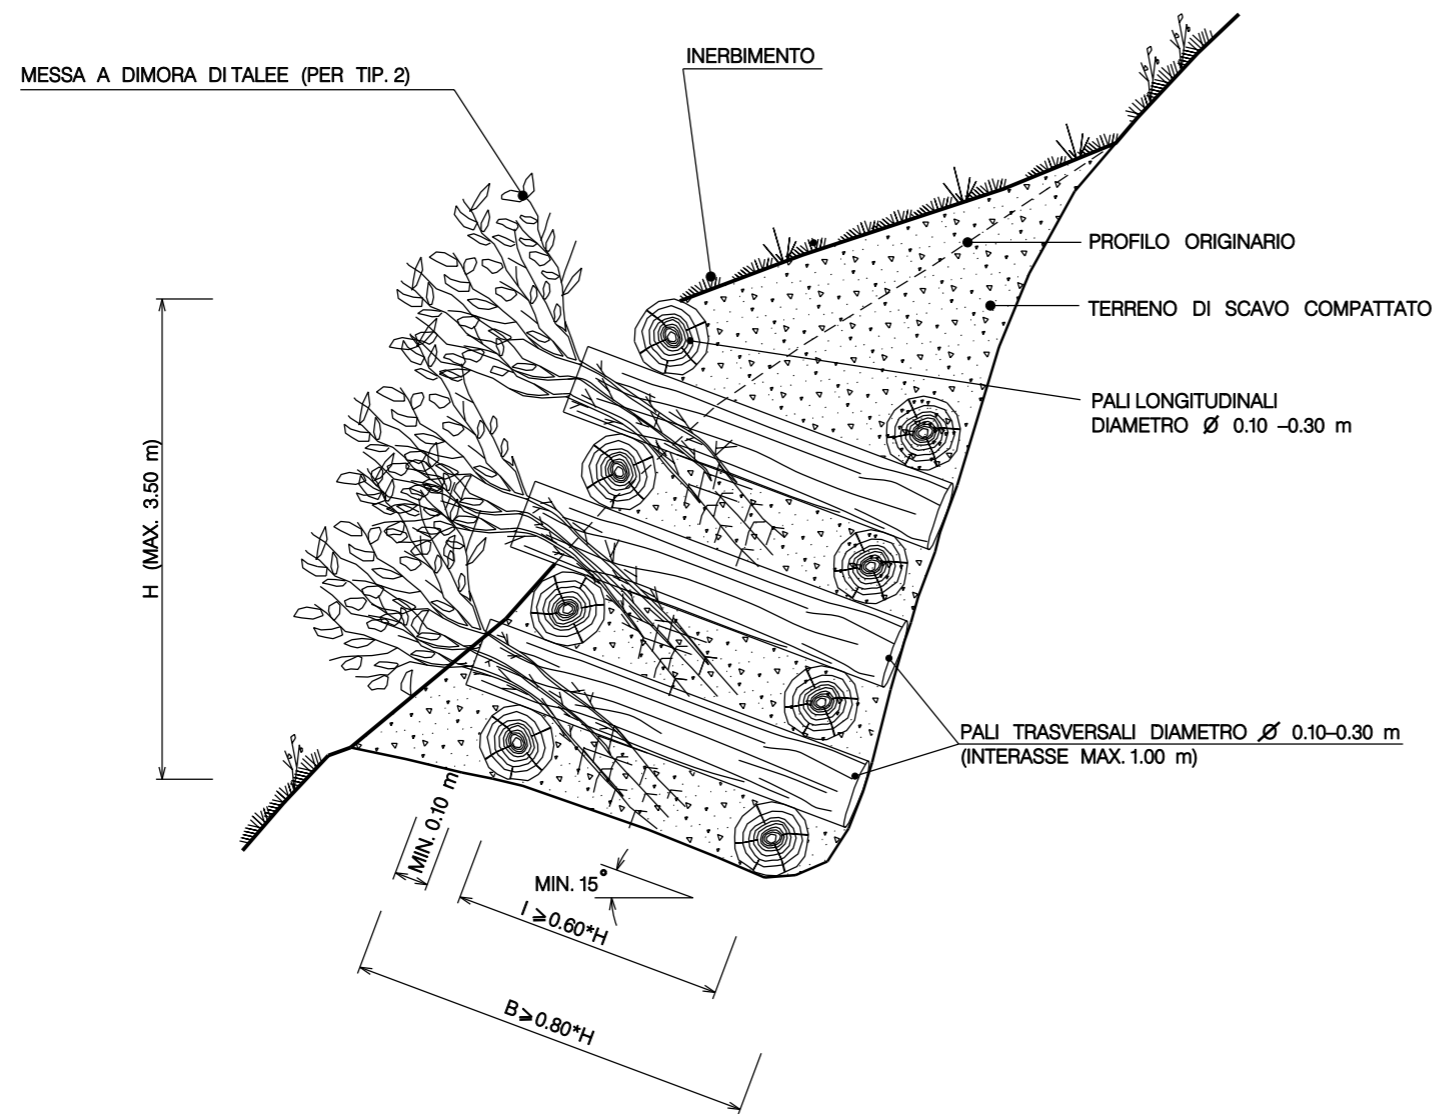 INERBIMENTO
MESSA A DIMORA DI TALEE (PER TIP. 2)
PROFILO ORIGINARIO
TERRENO DI SCAVO COMPATTATO
PALI LONGITUDINALI
DIAMETRO Ø 0.10 –0.30 m
H (MAX. 3.50 m)
PALI TRASVERSALI DIAMETRO Ø 0.10–0.30 m
(INTERASSE MAX. 1.00 m)
MIN. 0.10 m
MIN. 15°
I ≥0.60*H
B≥0.80*H